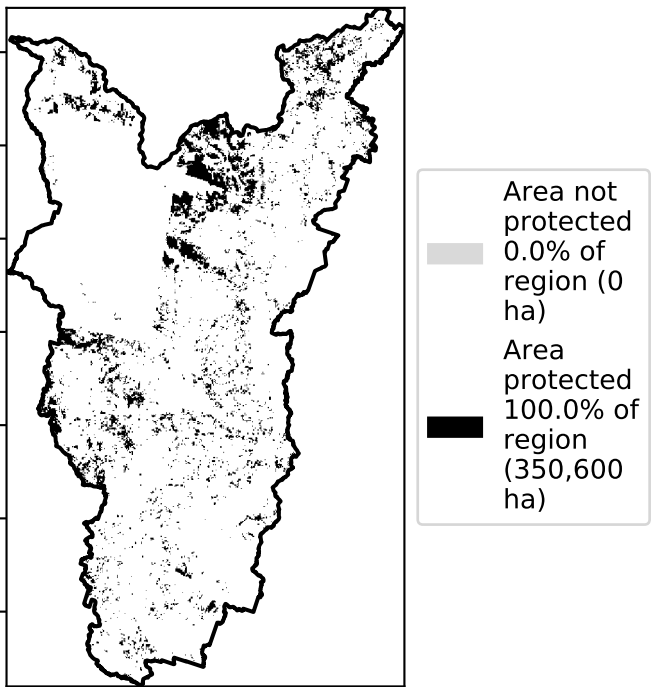 Area not
protected
0.0% of
region (0
ha)
Area
protected
100.0% of
region
(350,600
ha)